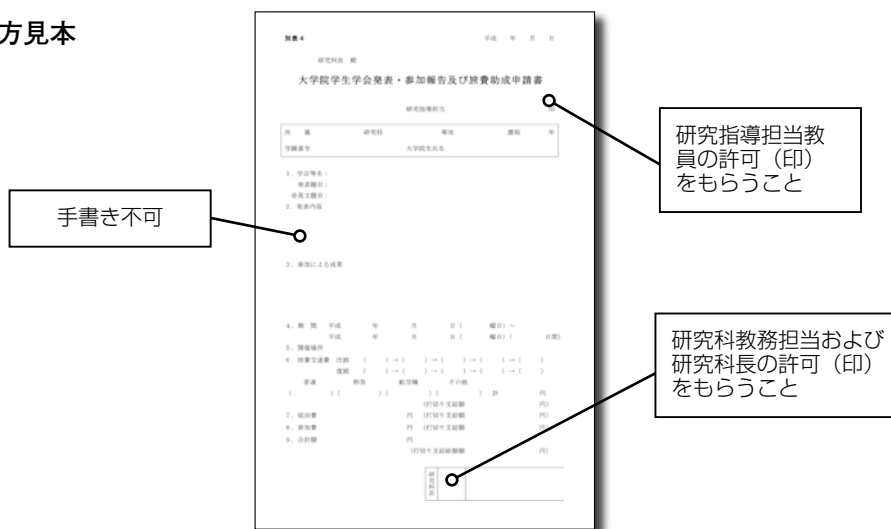 方見本
別表4 平成 年 月 日
研究科長 殿
大学院学生学会発表・参加報告及び旅費助成申請書
研究指導担当 印
所 属 研究科 専攻 課程 年
学籍番号 大学院生氏名
1．学会等名：
発表題目：
2．発表内容
3．参加による成果
4．期 間 平成 年 月 日（ 曜日）～
平成 年 月 日（ 曜日）（ 日間）
5．開催場所
6．旅費交通費 往路 （ ）→（ ）→（ ）→（ ）→（ ）
復路 （ ）→（ ）→（ ）→（ ）→（ ）
普通 特急 航空機 その他
（ ）（ ）（ ）（ ） 計 円
（打切り支給額 円）
7．宿泊費 円 （打切り支給額 円）
8．参加費 円 （打切り支給額 円）
9．合計額 円
（打切り支給総額 円）
研究科長
手書き不可
研究指導担当教
員の許可（印）
をもらうこと
研究科教務担当および
研究科長の許可（印）
をもらうこと